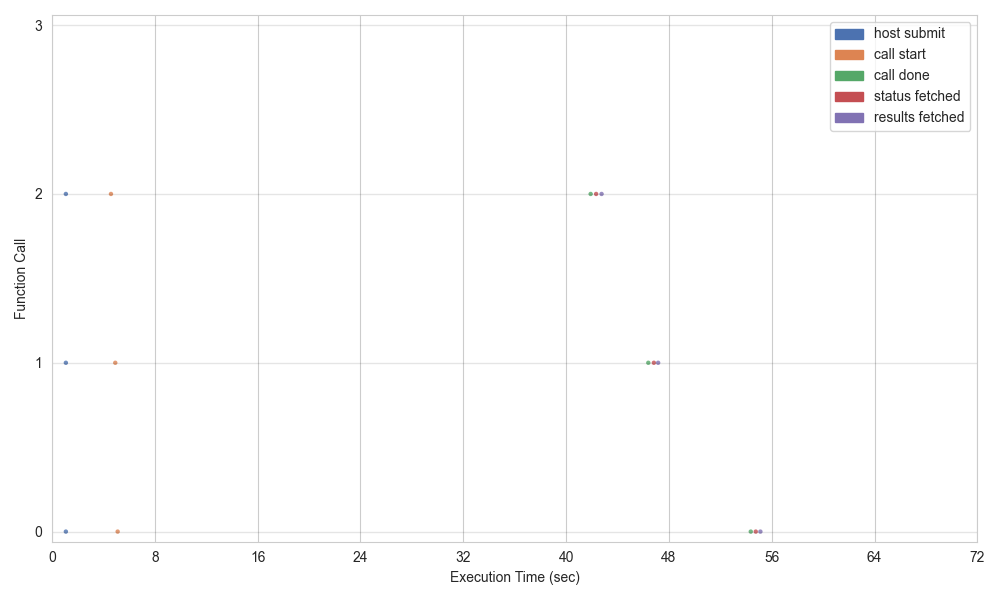 3
host submit
call start
call done
status fetched
results fetched
2
Function Call
1
0
0 8 16 24 32 40 48 56 64 72
Execution Time (sec)